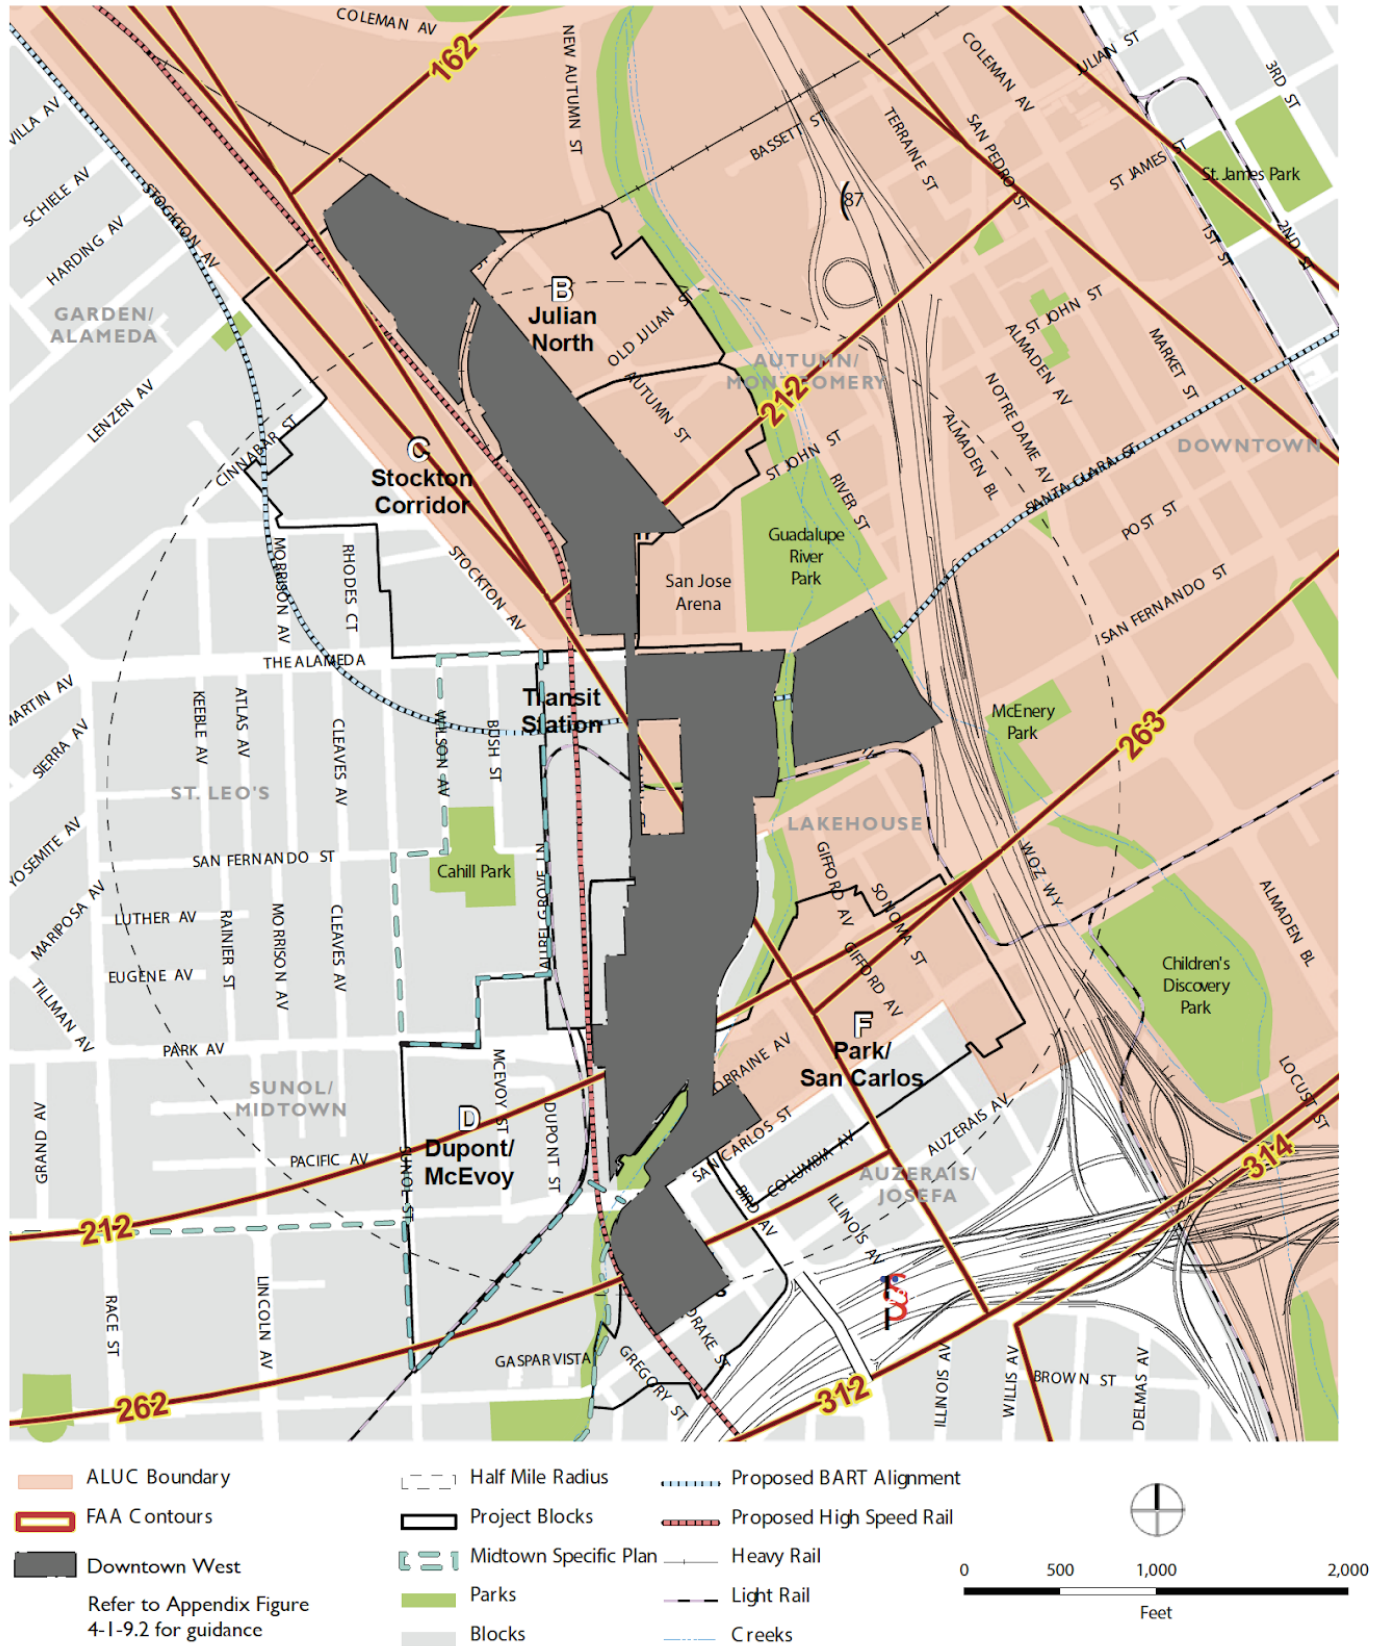 COLEMAN AV
162
NEW AUTUMN ST
COLEMAN AV
JULIAN ST
3RD ST
VILLA AV
BASSETT ST
TERRAINE ST
SAN PEDRO ST
ST JAMES ST
St. James Park
SCHIELE AV
STOCKTON AV
87
1ST ST
2ND
HARDING AV
B
Julian
North
GARDEN/
ALAMEDA
OLD JULIAN S
ST JOHN ST
ALMADEN AV
MARKET ST
AUTUMN/
MONTGOMERY
LENZEN AV
AUTUMN ST
212
NOTRE DAME AV
ALMADEN BL
DOWNTOWN
CINNABAR ST
C
Stockton
Corridor
ST JOHN ST
RIVER ST
SANTA CLARA ST
POST ST
Guadalupe
River
Park
MORRISON AV
RHODES CT
STOCKTON AV
San Jose
Arena
SAN FERNANDO ST
THE ALAMEDA
MARTIN AV
KEEBLE AV
ATLAS AV
CLEAVES AV
WILSON AV
BUSH ST
Transit
Station
McEnery
Park
263
SIERRA AV
ST. LEO'S
LAKEHOUSE
YOSEMITE AV
SAN FERNANDO ST
Cahill Park
LAUREL GROVE LN
GIFFORD AV
SONOMA ST
WOZ WY
ALMADEN BL
MARIPOSA AV
LUTHER AV
RAINIER ST
MORRISON AV
CLEAVES AV
GIFFORD AV
EUGENE AV
Children's
Discovery
Park
TILLMAN AV
F
Park/
San Carlos
PARK AV
MCEVOY ST
LORRAINE AV
LOCUST ST
SUNOL/
MIDTOWN
D
Dupont/
McEvoy
DUPONT ST
GRAND AV
PACIFIC AV
SUNOL ST
SAN CARLOS ST
COLUMBIA AV
AUZERAIS AV
314
AUZERAIS/
JOSEFA
BIRD AV
ILLINOIS AV
212
RACE ST
LINCOLN AV
DRAKE ST
GASPAR VISTA
GREGORY ST
262
312
ILLINOIS AV
WILLIS AV
BROWN ST
DELMAS AV
ALUC Boundary
FAA Contours
Downtown West
Refer to Appendix Figure
4-1-9.2 for guidance
Half Mile Radius
Project Blocks
Midtown Specific Plan
Parks
Blocks
Proposed BART Alignment
Proposed High Speed Rail
Heavy Rail
Light Rail
Creeks
0 500 1,000 2,000
Feet